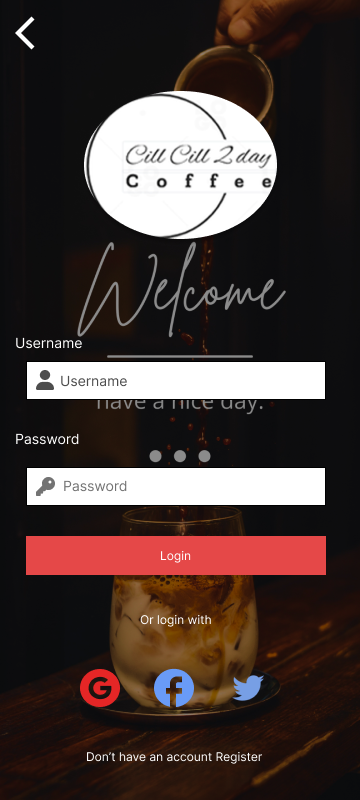 Cill Cill 2 day
Coffee
Welcome
Username
Username
have a nice day.
Password
Password
Login
Or login with
Don't have an account Register